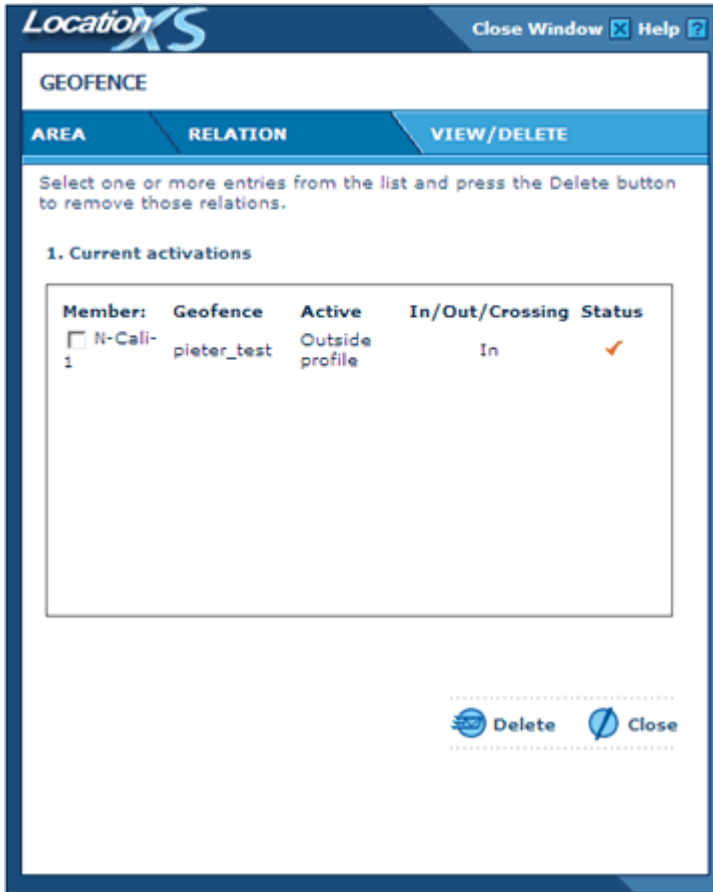 LocationXS
Close Window Help ?
GEOFENCE
AREA RELATION VIEW/DELETE
Select one or more entries from the list and press the Delete button
to remove those relations.
1. Current activations
Member: Geofence Active In/Out/Crossing Status
N-Cali-
1 pieter_test Outside
profile In
Delete Close